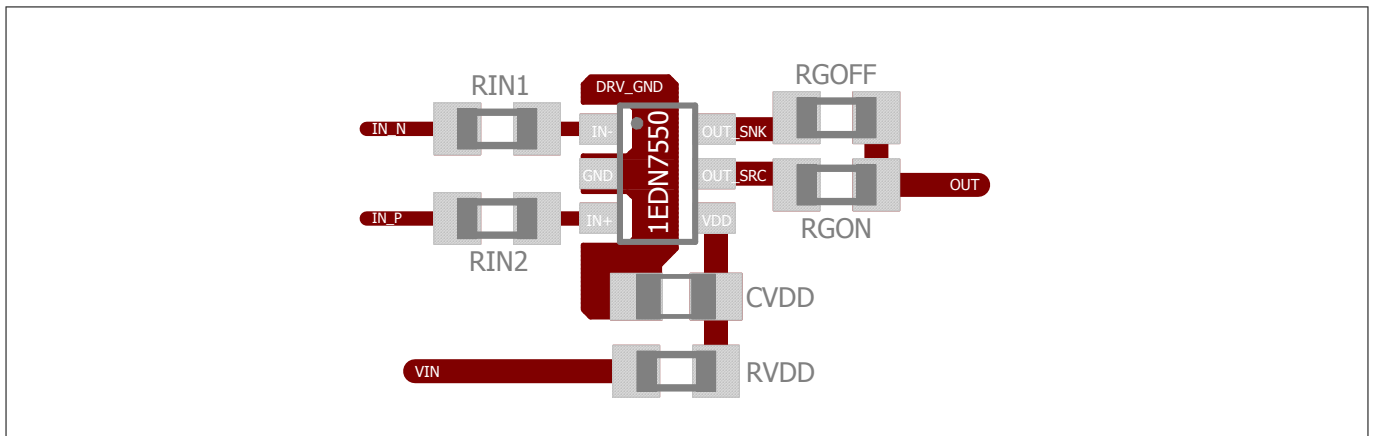 DRV_GND
RIN1
RGOFF
IN_N
IN-
1EDN7550
OUT_SNK
GND
OUT_SRC
OUT
IN_P
IN+
VDD
RGON
RIN2
CVDD
VIN
RVDD